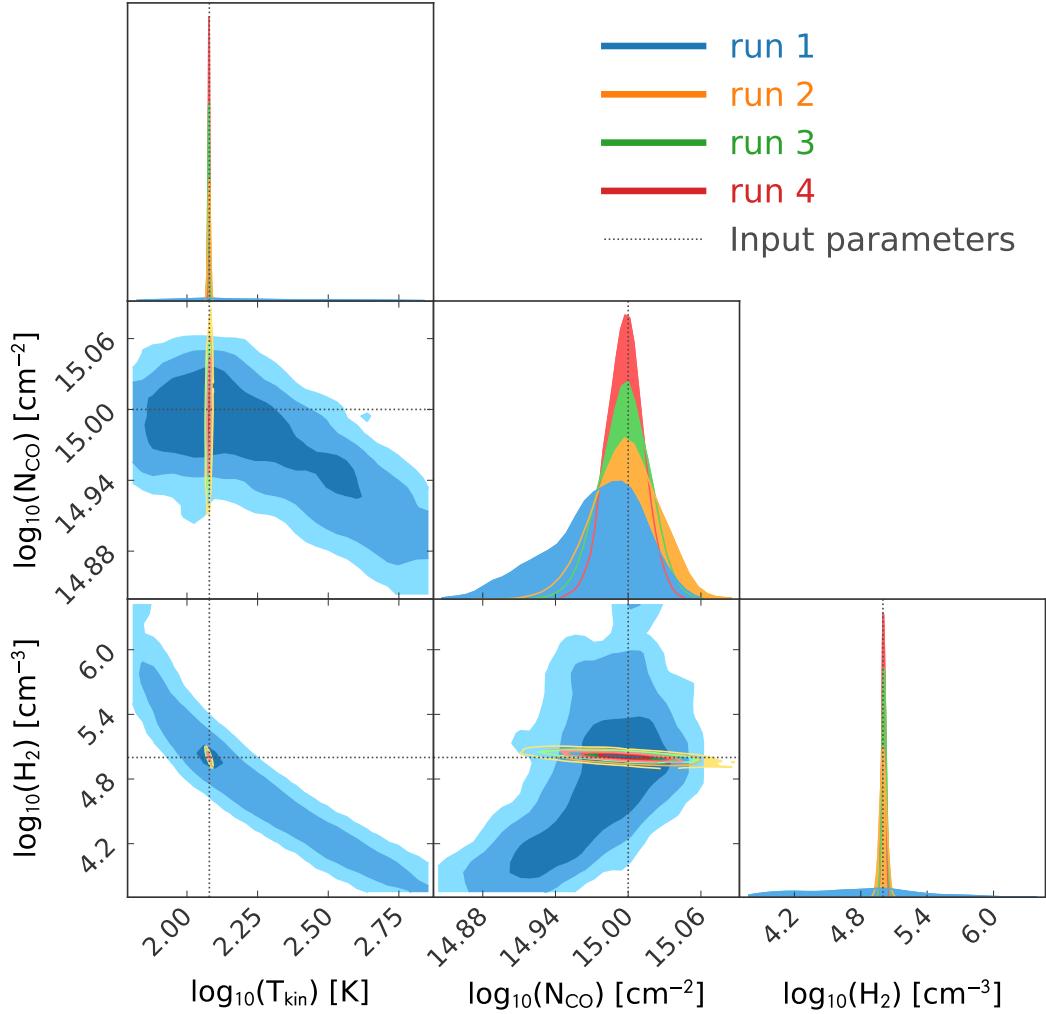 run 1
run 2
run 3
run 4
Input parameters
log₁₀(N_CO) [cm⁻²]
15.06
15.00
14.94
14.88
log₁₀(H₂) [cm⁻³]
6.0
5.4
4.8
4.2
2.00 2.25 2.50 2.75
14.88 14.94 15.00 15.06
4.2 4.8 5.4 6.0
log₁₀(T_kin) [K]
log₁₀(N_CO) [cm⁻²]
log₁₀(H₂) [cm⁻³]